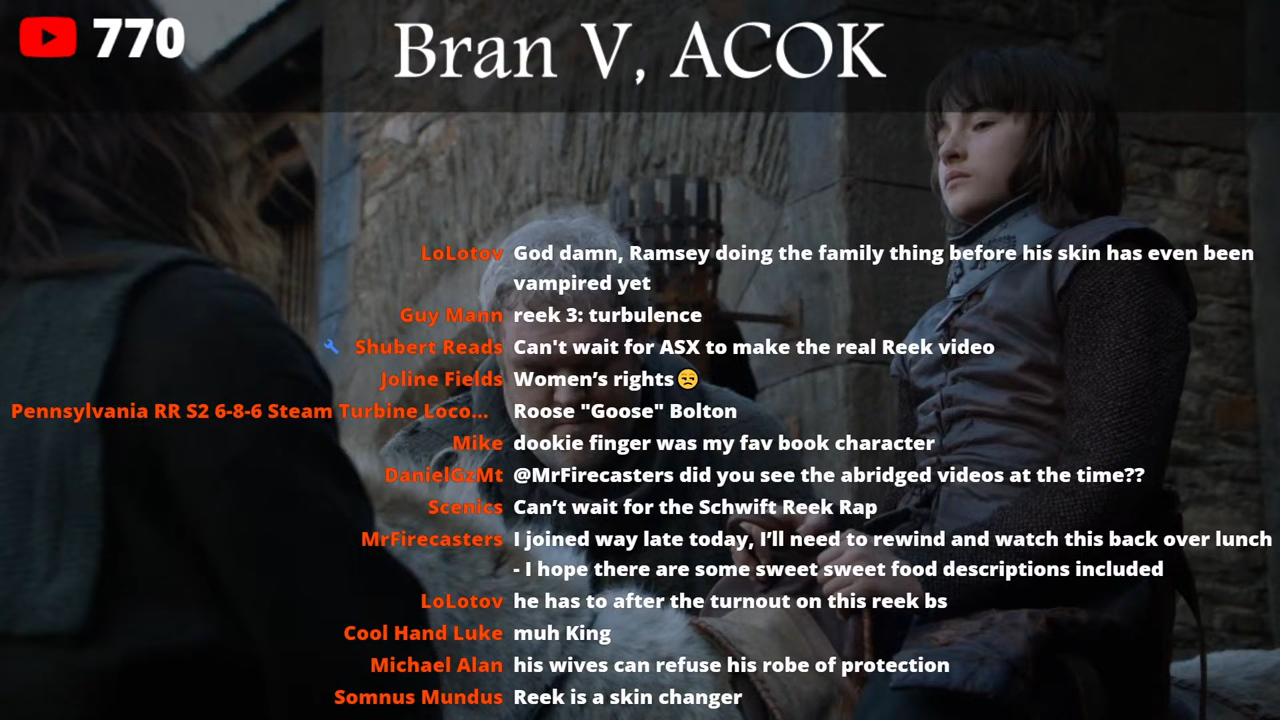 770
Bran V, ACOK
LoLotov God damn, Ramsey doing the family thing before his skin has even been
vampired yet
Guy Mann reek 3: turbulence
Shubert Reads Can't wait for ASX to make the real Reek video
Joline Fields Women’s rights😒
Pennsylvania RR S2 6-8-6 Steam Turbine Loco... Roose "Goose" Bolton
Mike dookie finger was my fav book character
DanielGzMt @MrFirecasters did you see the abridged videos at the time??
Scenics Can’t wait for the Schwift Reek Rap
MrFirecasters I joined way late today, I’ll need to rewind and watch this back over lunch
- I hope there are some sweet sweet food descriptions included
LoLotov he has to after the turnout on this reek bs
Cool Hand Luke muh King
Michael Alan his wives can refuse his robe of protection
Somnus Mundus Reek is a skin changer